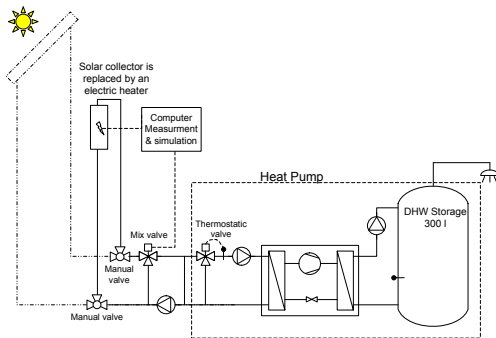 Solar collector is
replaced by an
electric heater
Computer
Measurment
& simulation
Heat Pump
Mix valve
Thermostatic
valve
DHW Storage
300 l
Manual
valve
Manual valve